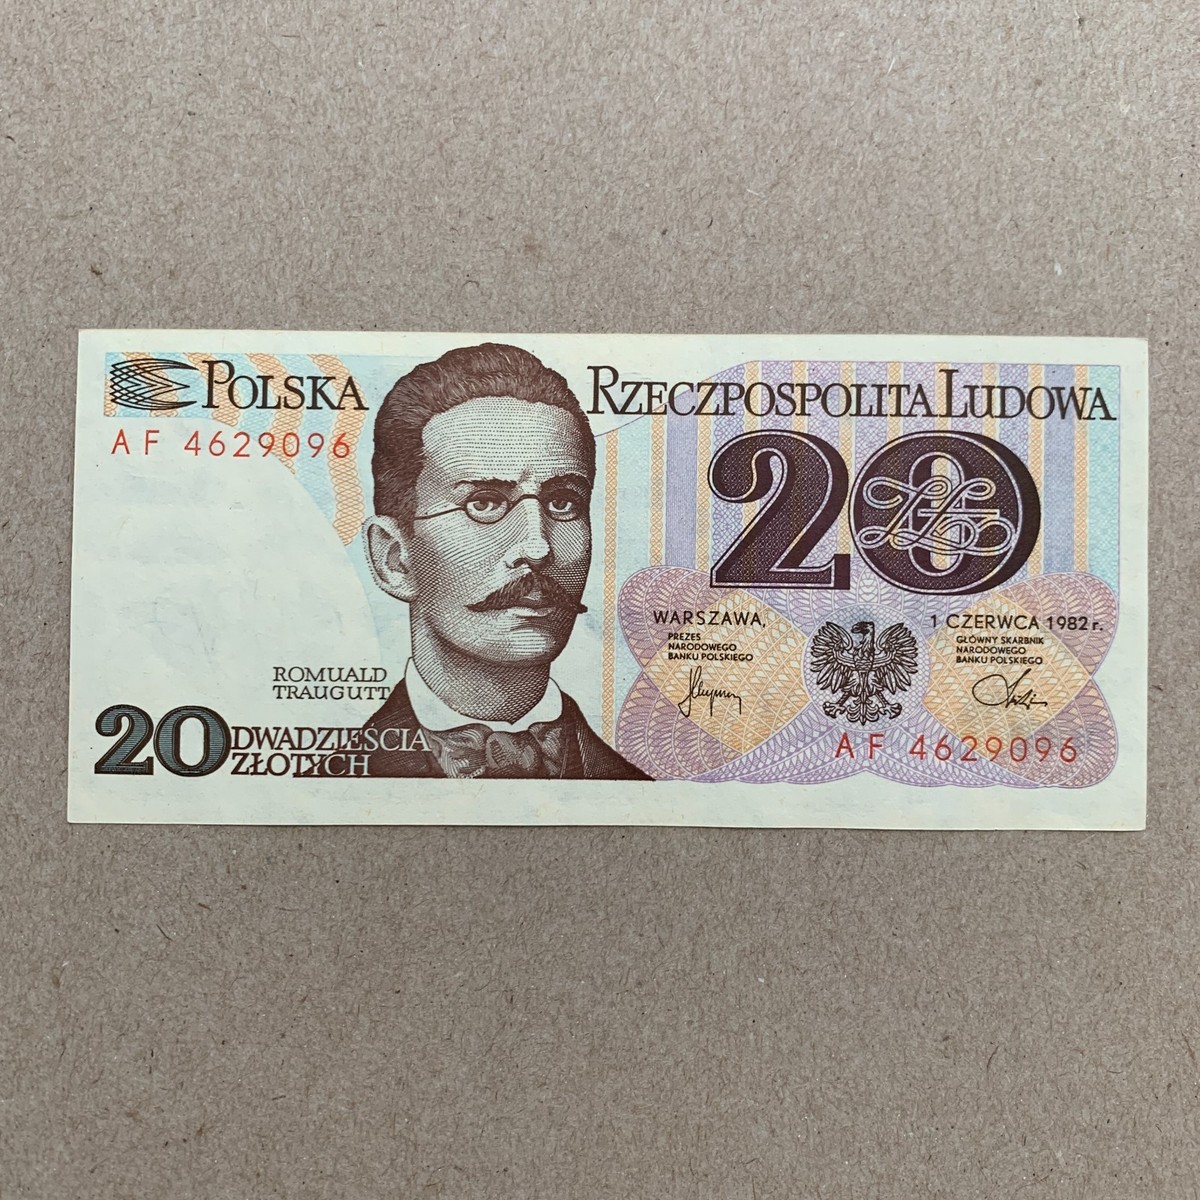 POLSKA RZECZPOSPOLITA LUDOWA
AF 4629096
20
WARSZAWA, 1 CZERWCA 1982 r.
PREZES
NARODOWEGO
BANKU POLSKIEGO
GŁÓWNY SKARBNIK
NARODOWEGO
BANKU POLSKIEGO
ROMUALD
TRAUGUTT
20 DWADZIEŚCIA
ZŁOTYCH
AF 4629096